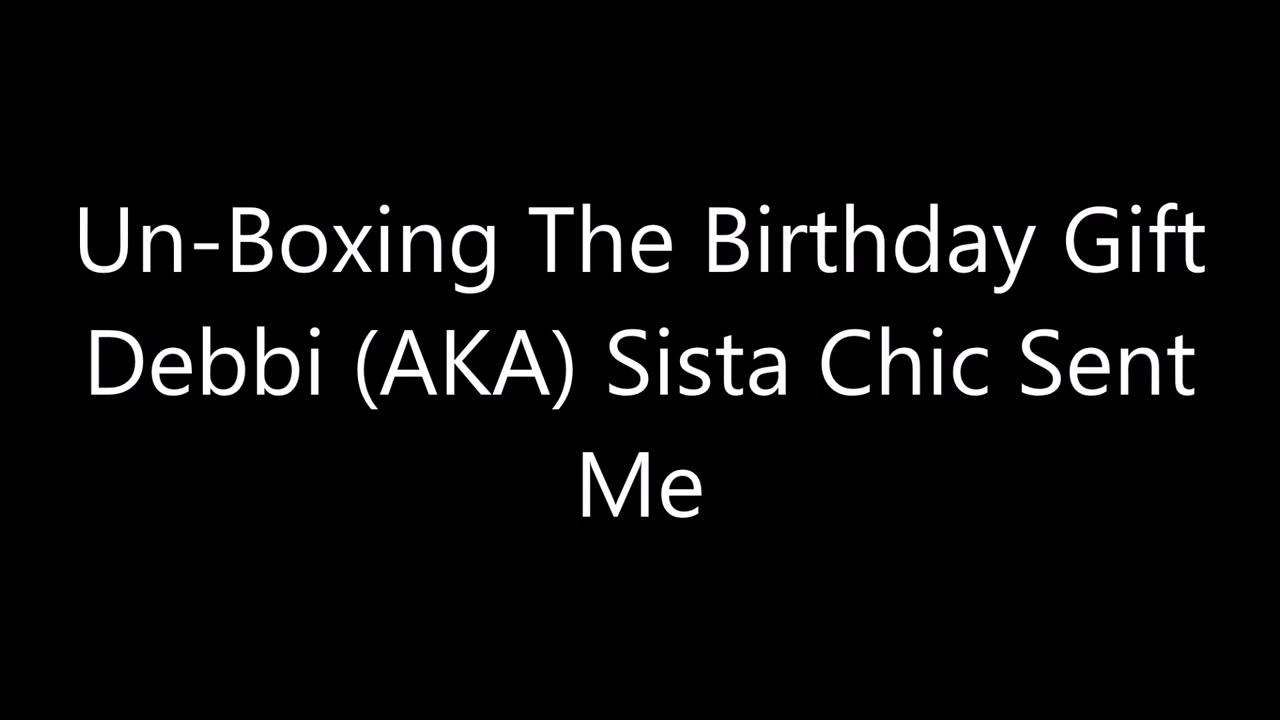 Un-Boxing The Birthday Gift
Debbi (AKA) Sista Chic Sent
Me